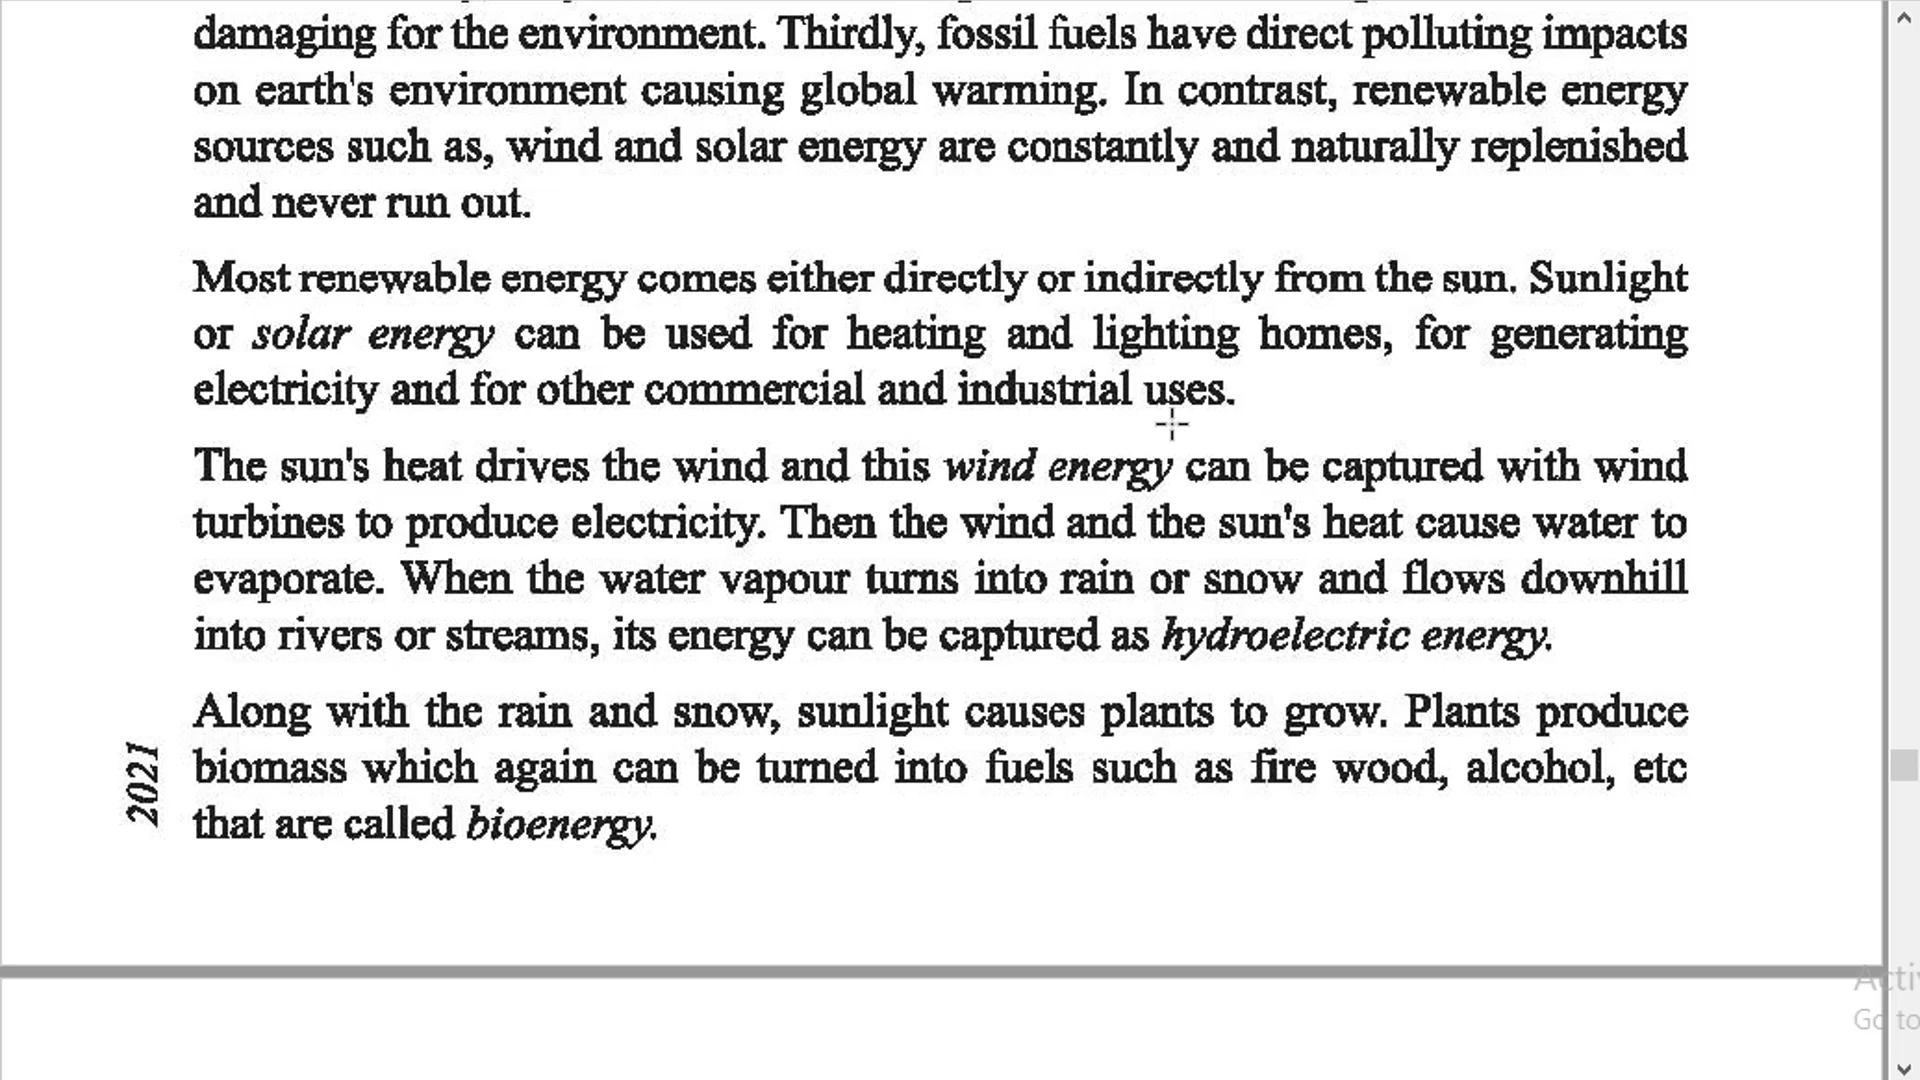 damaging for the environment. Thirdly, fossil fuels have direct polluting impacts
on earth's environment causing global warming. In contrast, renewable energy
sources such as, wind and solar energy are constantly and naturally replenished
and never run out.
Most renewable energy comes either directly or indirectly from the sun. Sunlight
or solar energy can be used for heating and lighting homes, for generating
electricity and for other commercial and industrial uses.
The sun's heat drives the wind and this wind energy can be captured with wind
turbines to produce electricity. Then the wind and the sun's heat cause water to
evaporate. When the water vapour turns into rain or snow and flows downhill
into rivers or streams, its energy can be captured as hydroelectric energy.
Along with the rain and snow, sunlight causes plants to grow. Plants produce
biomass which again can be turned into fuels such as fire wood, alcohol, etc
that are called bioenergy.
2021
Go to